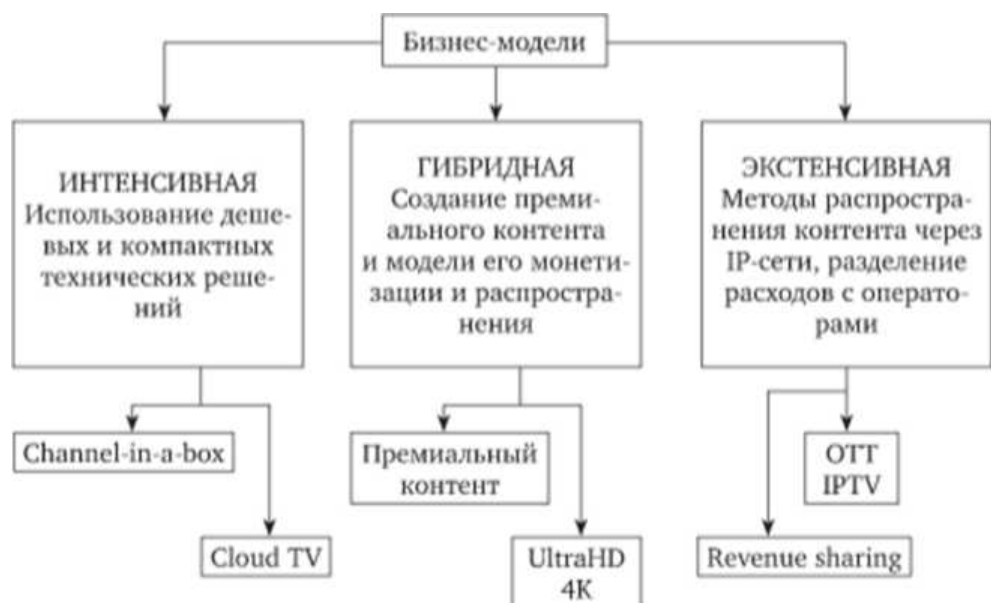 Бизнес-модели
ИНТЕНСИВНАЯ
Использование деше-
вых и компактных
технических реше-
ний
ГИБРИДНАЯ
Создание преми-
ального контента
и модели его монети-
зации и распростра-
нения
ЭКСТЕНСИВНАЯ
Методы распростра-
нения контента через
IP-сети, разделение
расходов с операто-
рами
Channel-in-a-box
Cloud TV
Премиальный
контент
UltraHD
4K
OTT
IPTV
Revenue sharing